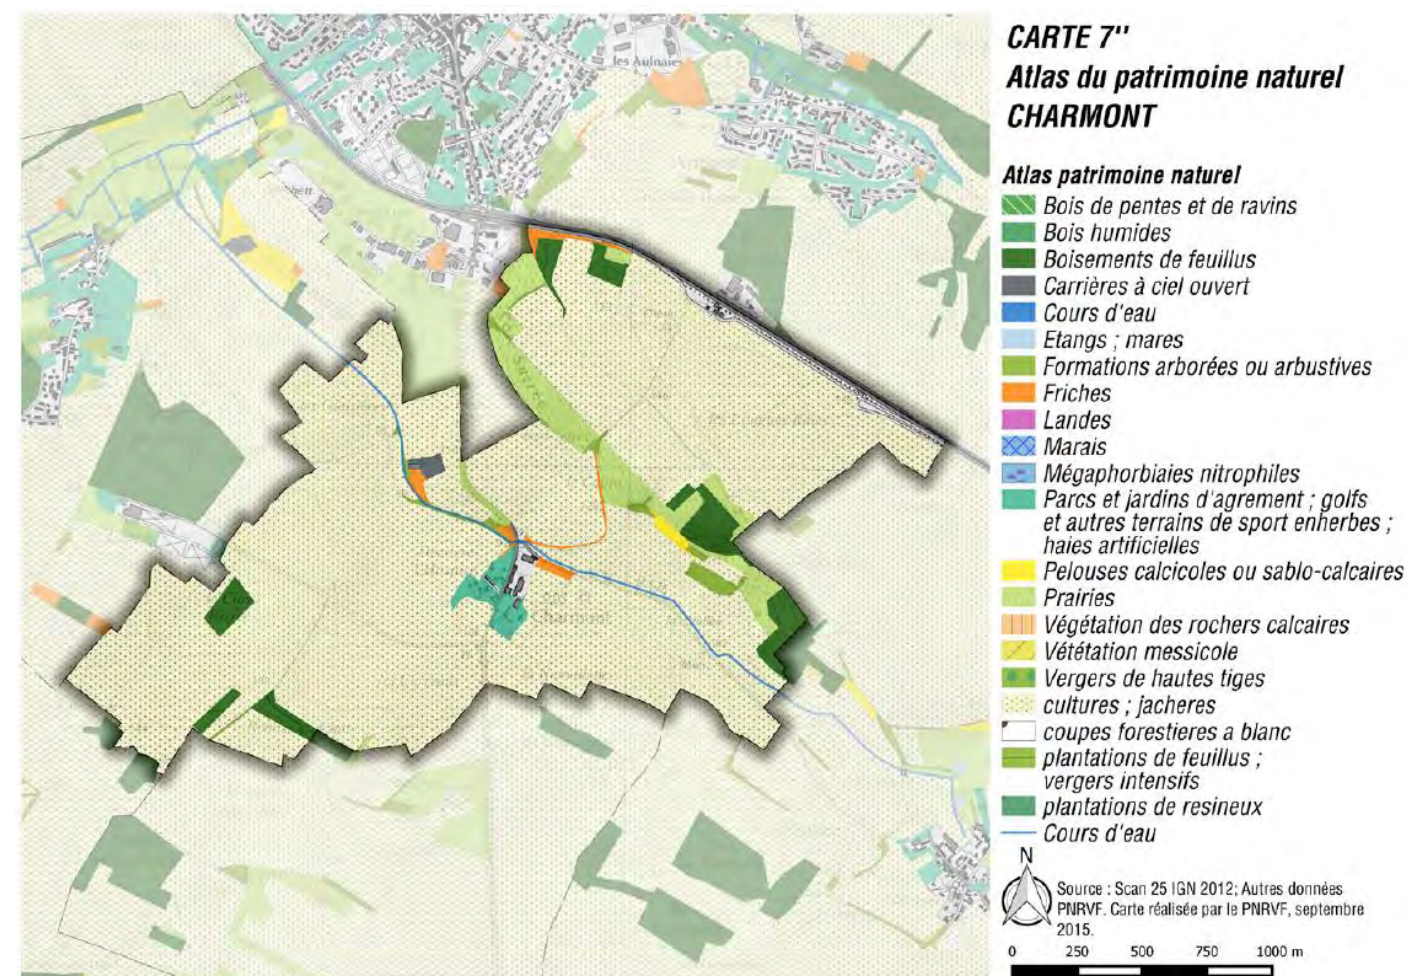 CARTE 7"
Atlas du patrimoine naturel
CHARMONT
Atlas patrimoine naturel
Bois de pentes et de ravins
Bois humides
Boisements de feuillus
Carrières à ciel ouvert
Cours d'eau
Etangs ; mares
Formations arborées ou arbustives
Friches
Landes
Marais
Mégaphorbiaies nitrophiles
Parcs et jardins d'agrement ; golfs
et autres terrains de sport enherbes ;
haies artificielles
Pelouses calcicoles ou sablo-calcaires
Prairies
Végétation des rochers calcaires
Vététation messicole
Vergers de hautes tiges
cultures ; jacheres
coupes forestieres a blanc
plantations de feuillus ;
vergers intensifs
plantations de resineux
Cours d'eau
N
Source : Scan 25 IGN 2012; Autres données
PNRVF. Carte réalisée par le PNRVF, septembre
2015.
0 250 500 750 1000 m
les Aulnaies
Charmont